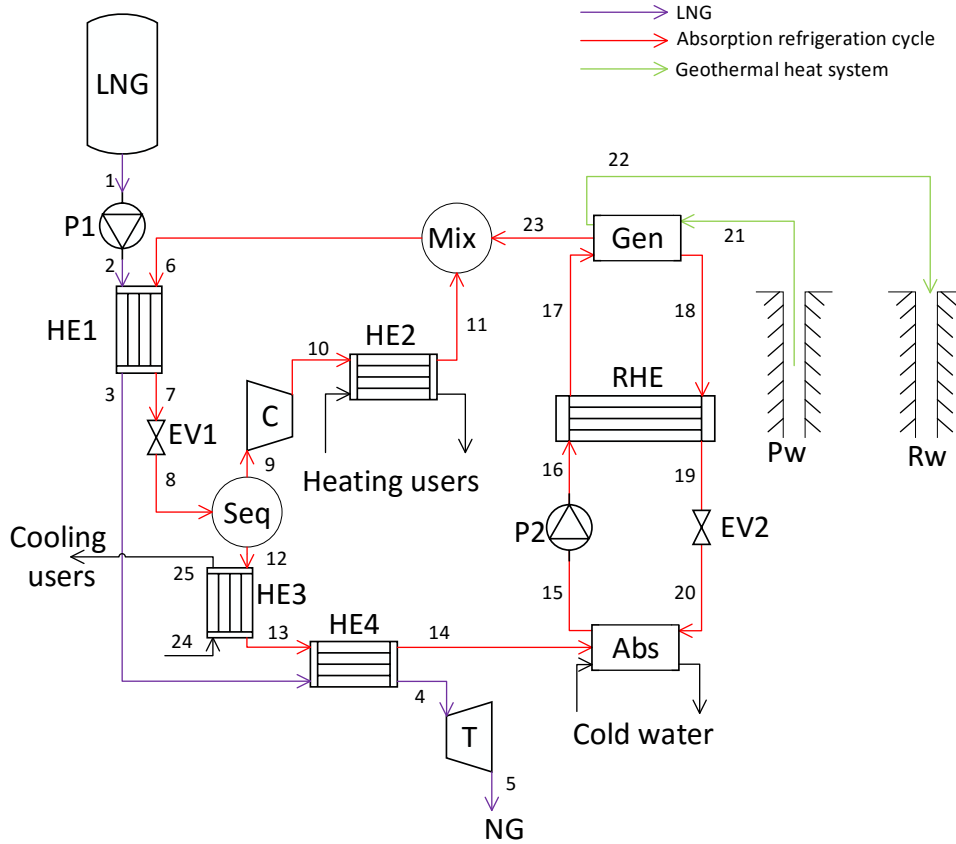 LNG
Absorption refrigeration cycle
Geothermal heat system
LNG
1
P1
2
6
HE1
3
7
EV1
8
Seq
9
C
10
HE2
11
Heating users
Mix
23
Gen
22
21
17
18
RHE
16
19
P2
EV2
15
20
Abs
Cold water
Pw
Rw
Cooling
users
25
12
HE3
24
13
HE4
14
4
T
5
NG